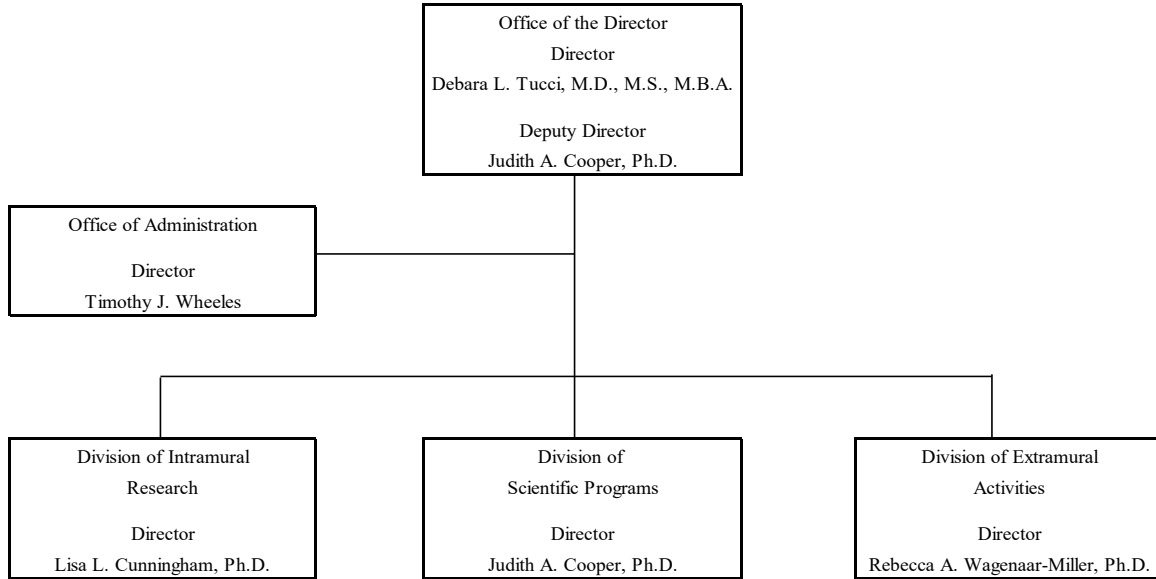 Office of the Director
Director
Debara L. Tucci, M.D., M.S., M.B.A.
Deputy Director
Judith A. Cooper, Ph.D.
Office of Administration
Director
Timothy J. Wheeles
Division of Intramural
Research
Director
Lisa L. Cunningham, Ph.D.
Division of
Scientific Programs
Director
Judith A. Cooper, Ph.D.
Division of Extramural
Activities
Director
Rebecca A. Wagenaar-Miller, Ph.D.